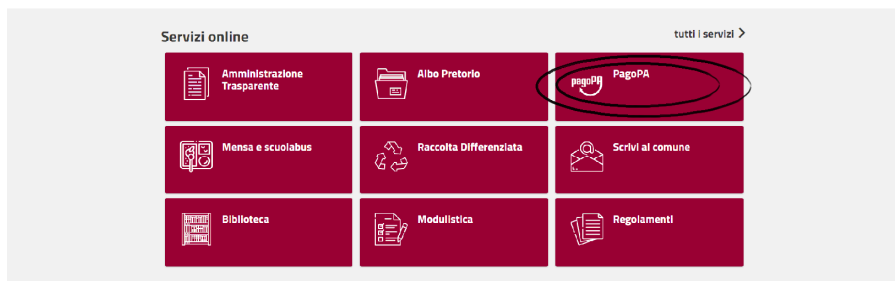 Servizi online
tutti i servizi
Amministrazione
Trasparente
Albo Pretorio
pagoPA
PagoPA
Mensa e scuolabus
Raccolta Differenziata
Scrivi al comune
Biblioteca
Modulistica
Regolamenti